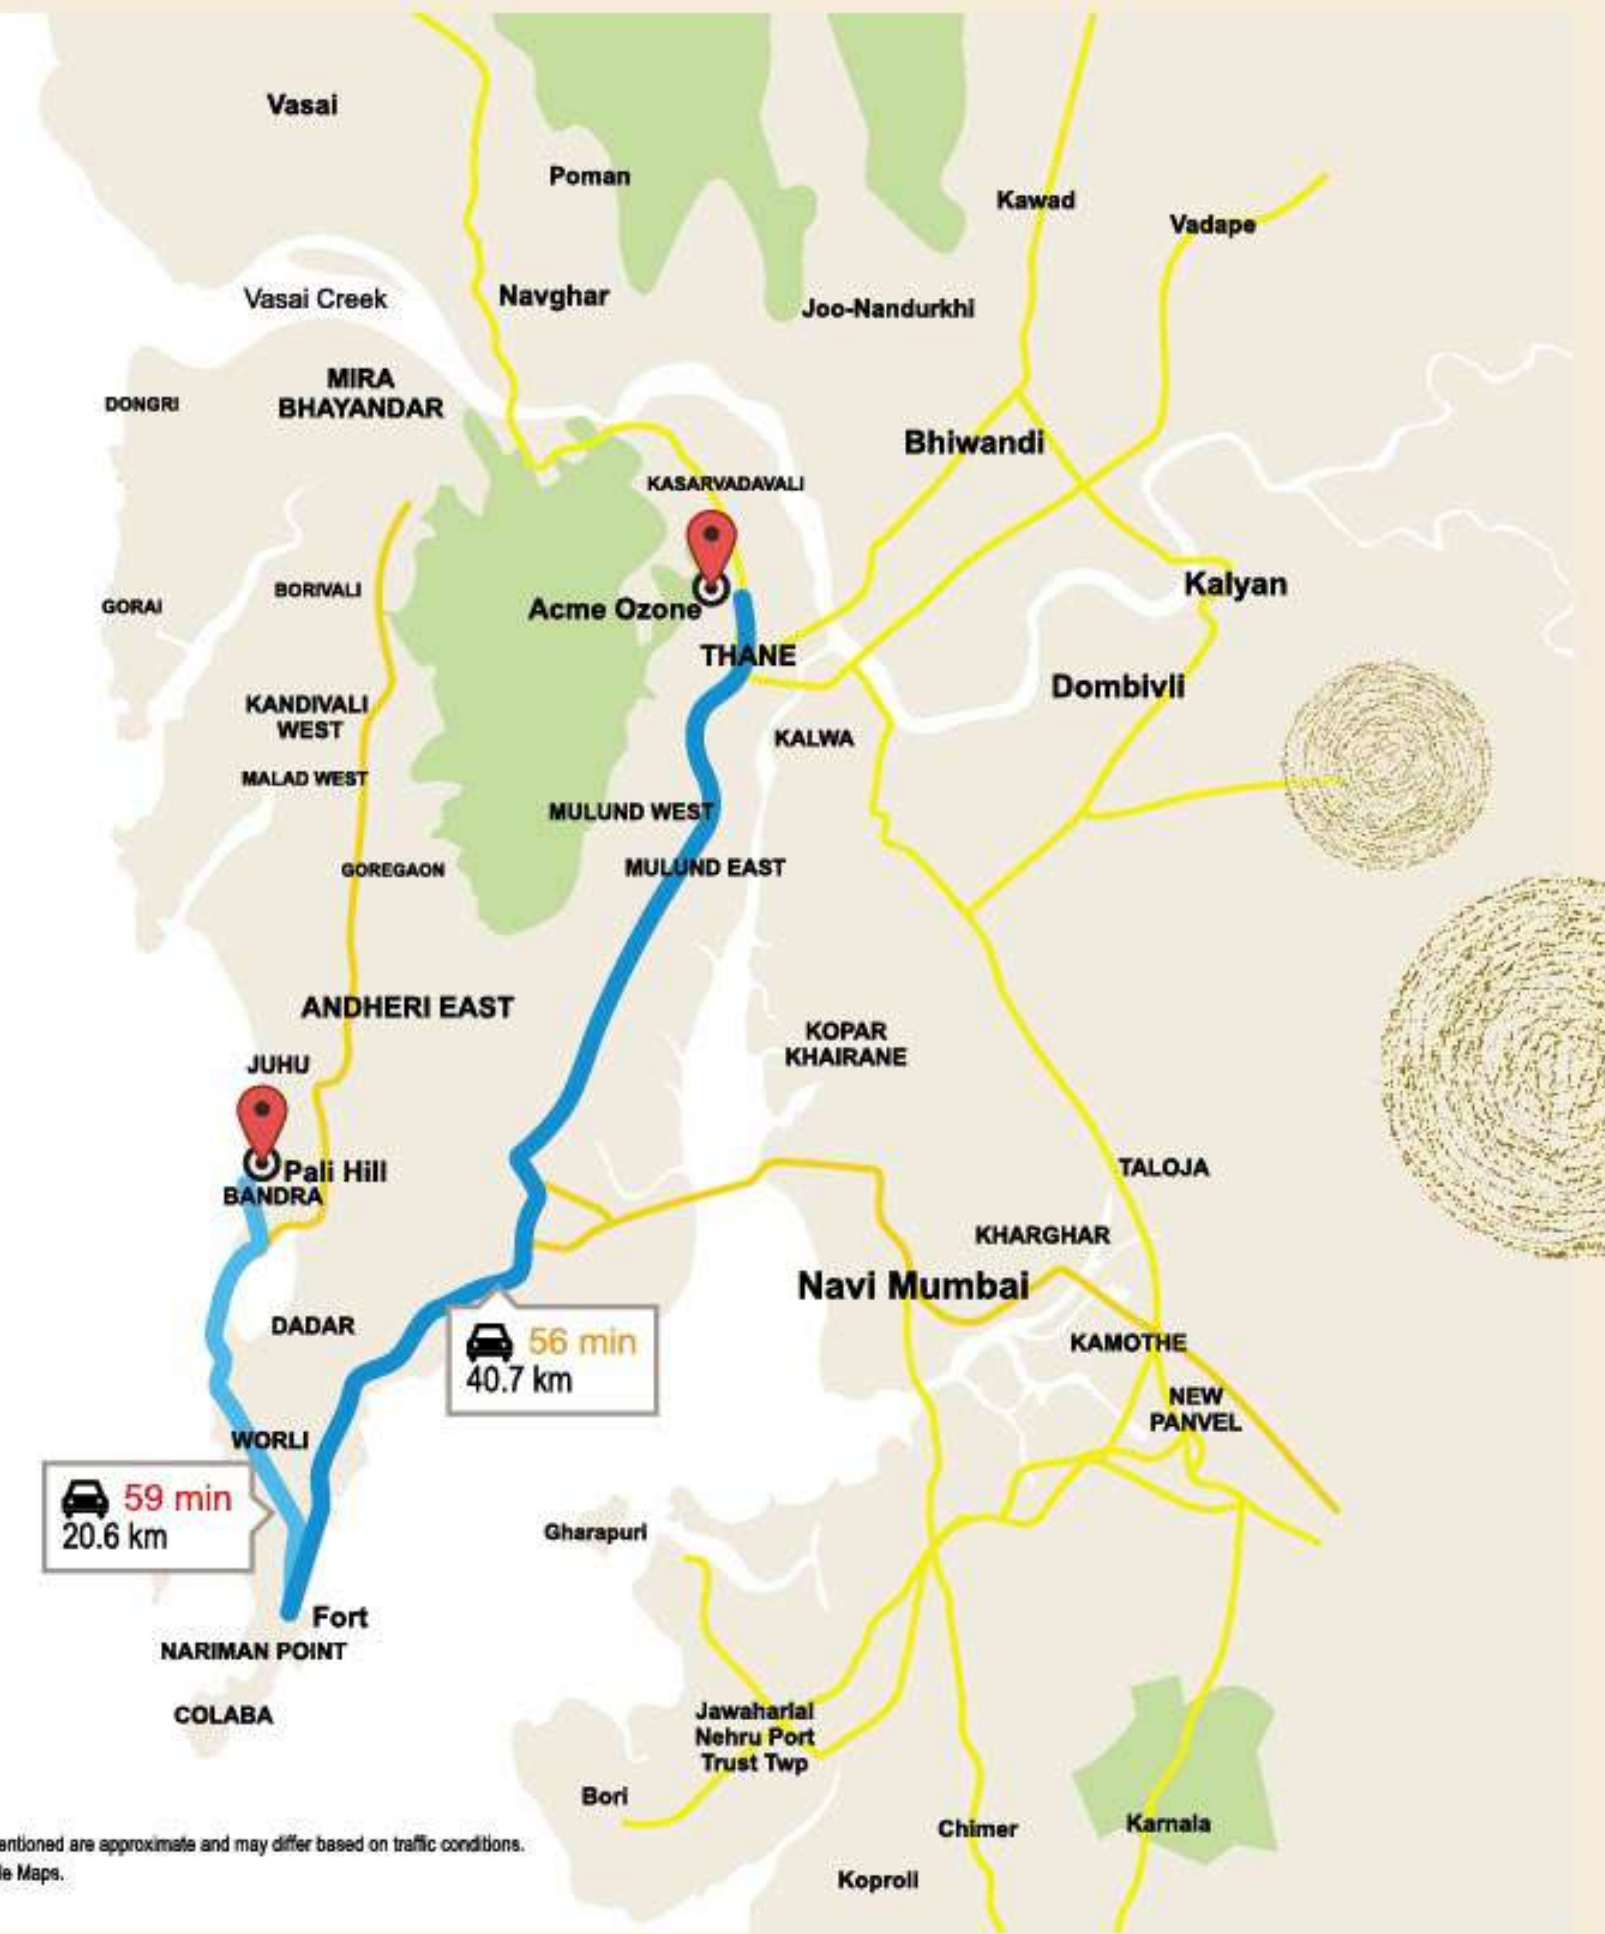 Vasai
Poman
Kawad
Vadape
Vasai Creek
Navghar
Joo-Nandurkhi
MIRA
BHAYANDAR
DONGRI
Bhiwandi
KASARVADAVALI
BORIVALI
GORAI
Acme Ozone
Kalyan
THANE
Dombivli
KANDIVALI
WEST
KALWA
MALAD WEST
MULUND WEST
GOREGAON
MULUND EAST
ANDHERI EAST
KOPAR
KHAIRANE
JUHU
Pali Hill
BANDRA
TALOJA
KHARGHAR
Navi Mumbai
DADAR
56 min
40.7 km
KAMOTHE
NEW
PANVEL
WORLI
59 min
20.6 km
Gharapuri
Fort
NARIMAN POINT
COLABA
Jawaharlal
Nehru Port
Trust Twp
Bori
Chimer
Karnala
Koproli
entioned are approximate and may differ based on traffic conditions.
le Maps.